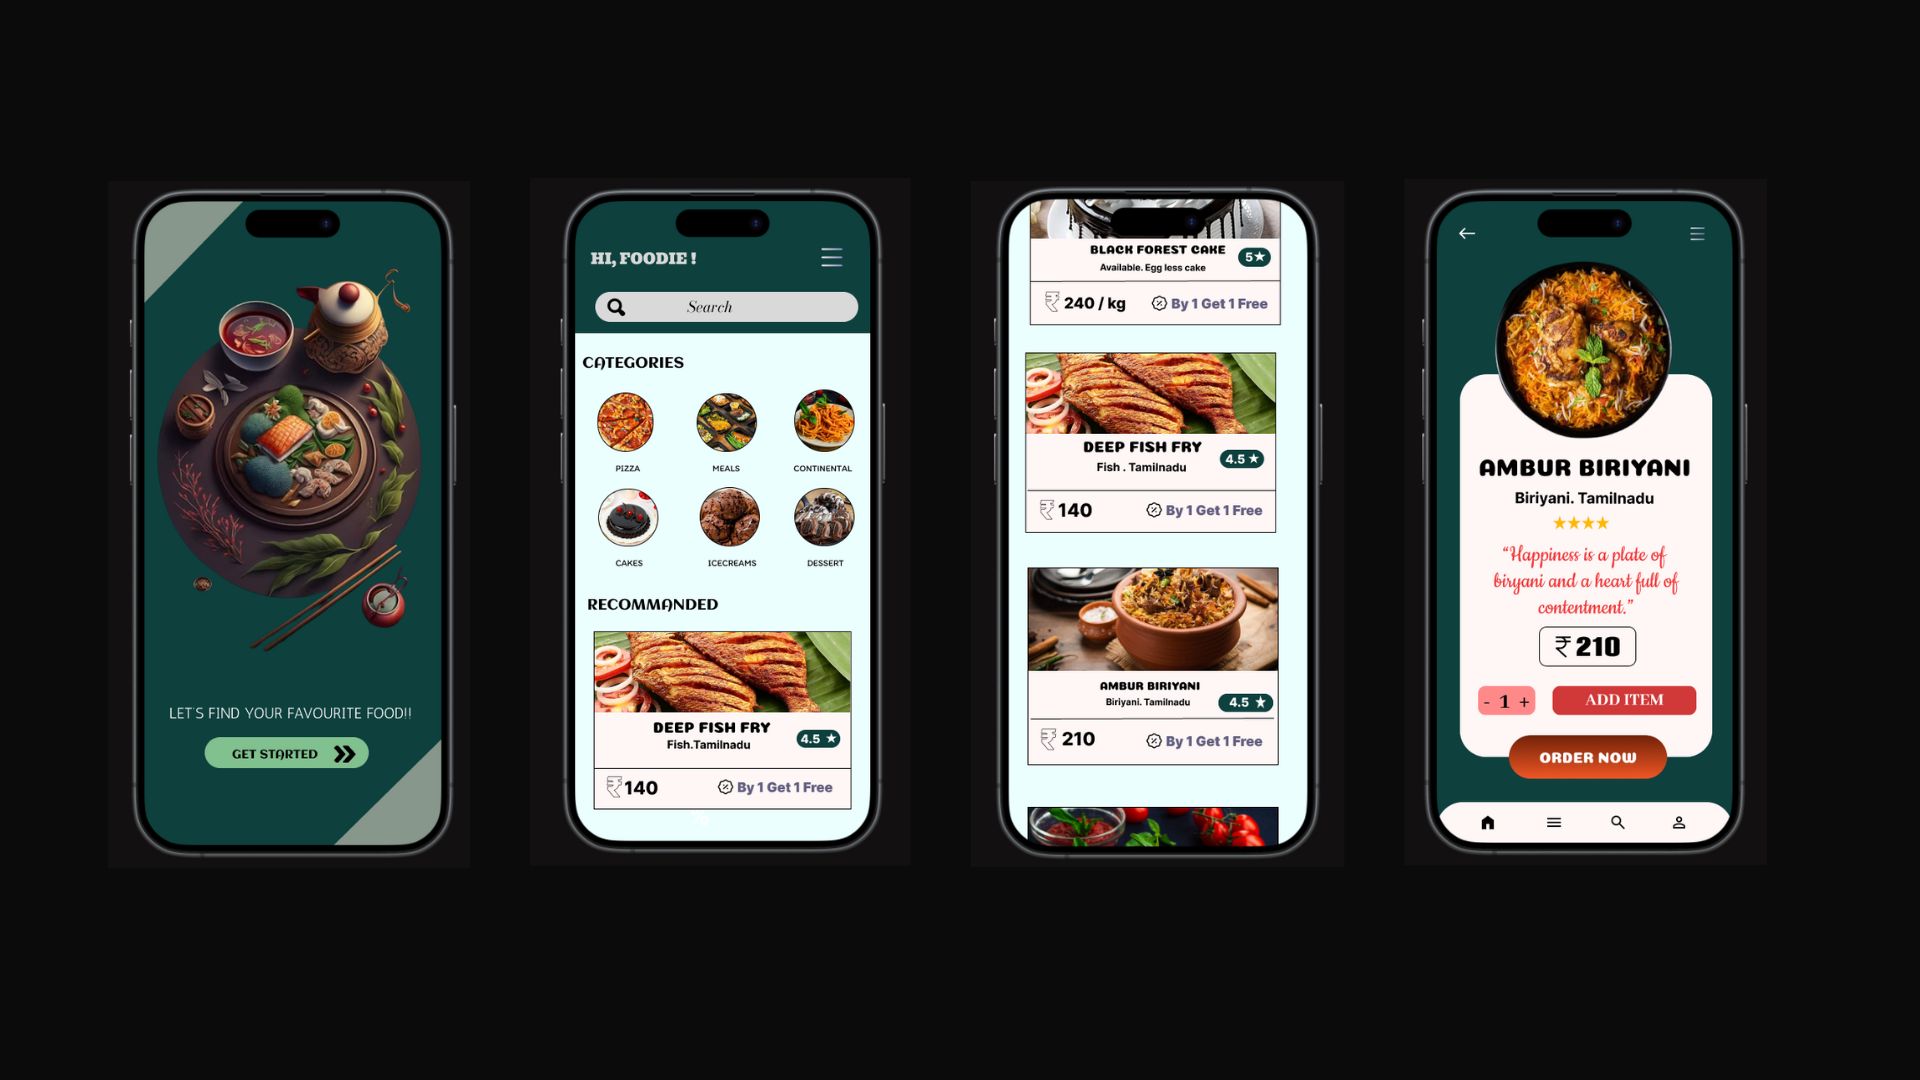 LET'S FIND YOUR FAVOURITE FOOD!!
GET STARTED
HI, FOODIE !
Search
CATEGORIES
PIZZA
MEALS
CONTINENTAL
CAKES
ICECREAMS
DESSERT
RECOMMANDED
DEEP FISH FRY
Fish.Tamilnadu
4.5 ★
₹140
By 1 Get 1 Free
BLACK FOREST CAKE
Available. Egg less cake
5★
₹ 240 / kg
By 1 Get 1 Free
DEEP FISH FRY
Fish . Tamilnadu
4.5 ★
₹ 140
By 1 Get 1 Free
AMBUR BIRIYANI
Biriyani. Tamilnadu
4.5 ★
₹ 210
By 1 Get 1 Free
AMBUR BIRIYANI
Biriyani. Tamilnadu
★★★★
“Happiness is a plate of
biryani and a heart full of
contentment.”
₹ 210
- 1 +
ADD ITEM
ORDER NOW